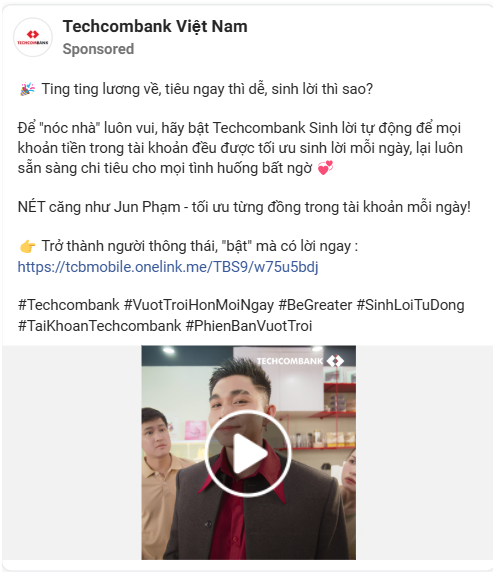 Techcombank Việt Nam
Sponsored
TECHCOMBANK
🎉 Ting ting lương về, tiêu ngay thì dễ, sinh lời thì sao?
Để "nóc nhà" luôn vui, hãy bật Techcombank Sinh lời tự động để mọi
khoản tiền trong tài khoản đều được tối ưu sinh lời mỗi ngày, lại luôn
sẵn sàng chi tiêu cho mọi tình huống bất ngờ 💞
NÉT căng như Jun Phạm - tối ưu từng đồng trong tài khoản mỗi ngày!
👉 Trở thành người thông thái, "bật" mà có lời ngay :
https://tcbmobile.onelink.me/TBS9/w75u5bdj
#Techcombank #VuotTroiHonMoiNgay #BeGreater #SinhLoiTuDong
#TaiKhoanTechcombank #PhienBanVuotTroi
TECHCOMBANK